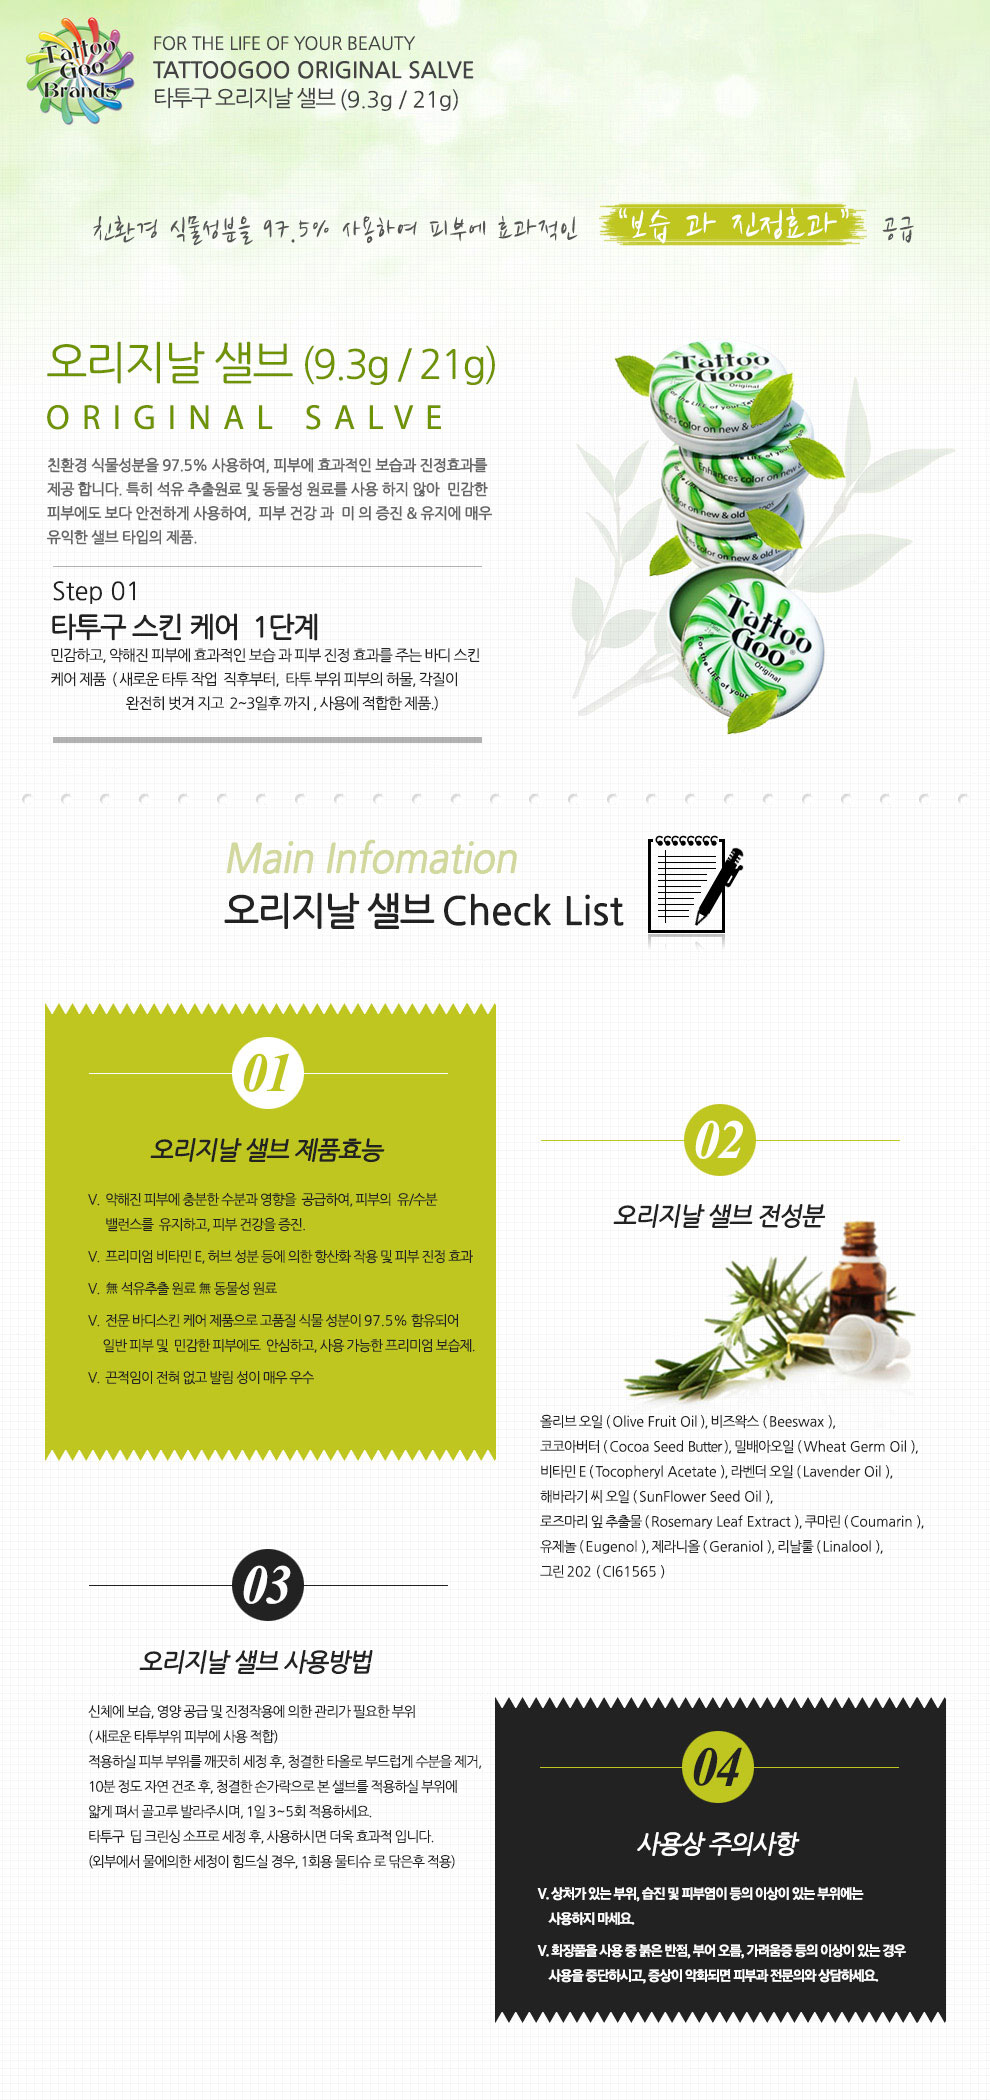 Tattoo
Goo
Brands
FOR THE LIFE OF YOUR BEAUTY
TATTOOGOO ORIGINAL SALVE
타투구 오리지날 샐브 (9.3g / 21g)
친환경 식물성분을 97.5% 사용하여 피부에 효과적인 “보습 과 진정효과” 공급
오리지날 샐브 (9.3g / 21g)
ORIGINAL SALVE
친환경 식물성분을 97.5% 사용하여, 피부에 효과적인 보습과 진정효과를
제공 합니다. 특히 석유 추출원료 및 동물성 원료를 사용 하지 않아 민감한
피부에도 보다 안전하게 사용하여, 피부 건강 과 미 의 증진 & 유지에 매우
유익한 샐브 타입의 제품.
Tattoo
Goo
Original
Enhances color on new &
color on new & old
color on new & old
Step 01
타투구 스킨 케어 1단계
민감하고, 약해진 피부에 효과적인 보습 과 피부 진정 효과를 주는 바디 스킨
케어 제품 ( 새로운 타투 작업 직후부터, 타투 부위 피부의 허물, 각질이
완전히 벗겨 지고 2~3일후 까지 , 사용에 적합한 제품.)
Tattoo
Goo
For the LIFE of your
Original
Main Infomation
오리지날 샐브 Check List
01
오리지날 샐브 제품효능
V. 약해진 피부에 충분한 수분과 영향을 공급하여, 피부의 유/수분
밸런스를 유지하고, 피부 건강을 증진.
V. 프리미엄 비타민 E, 허브 성분 등에 의한 항산화 작용 및 피부 진정 효과
V. 無 석유추출 원료 無 동물성 원료
V. 전문 바디스킨 케어 제품으로 고품질 식물 성분이 97.5% 함유되어
일반 피부 및 민감한 피부에도 안심하고, 사용 가능한 프리미엄 보습제.
V. 끈적임이 전혀 없고 발림 성이 매우 우수
02
오리지날 샐브 전성분
올리브 오일 ( Olive Fruit Oil ), 비즈왁스 ( Beeswax ),
코코아버터 ( Cocoa Seed Butter ), 밀배아오일 ( Wheat Germ Oil ),
비타민 E ( Tocopheryl Acetate ), 라벤더 오일 ( Lavender Oil ),
해바라기 씨 오일 ( SunFlower Seed Oil ),
로즈마리 잎 추출물 ( Rosemary Leaf Extract ), 쿠마린 ( Coumarin ),
유제놀 ( Eugenol ), 제라니올 ( Geraniol ), 리날룰 ( Linalool ),
그린 202 ( CI61565 )
03
오리지날 샐브 사용방법
신체에 보습, 영양 공급 및 진정작용에 의한 관리가 필요한 부위
( 새로운 타투부위 피부에 사용 적합)
적용하실 피부 부위를 깨끗히 세정 후, 청결한 타올로 부드럽게 수분을 제거,
10분 정도 자연 건조 후, 청결한 손가락으로 본 샐브를 적용하실 부위에
얇게 펴서 골고루 발라주시며, 1일 3~5회 적용하세요.
타투구 딥 크린싱 소프로 세정 후, 사용하시면 더욱 효과적 입니다.
(외부에서 물에의한 세정이 힘드실 경우, 1회용 물티슈 로 닦은후 적용)
04
사용상 주의사항
V. 상처가 있는 부위, 습진 및 피부염이 등의 이상이 있는 부위에는
사용하지 마세요.
V. 화장품을 사용 중 붉은 반점, 부어 오름, 가려움증 등의 이상이 있는 경우
사용을 중단하시고, 증상이 악화되면 피부과 전문의와 상담하세요.